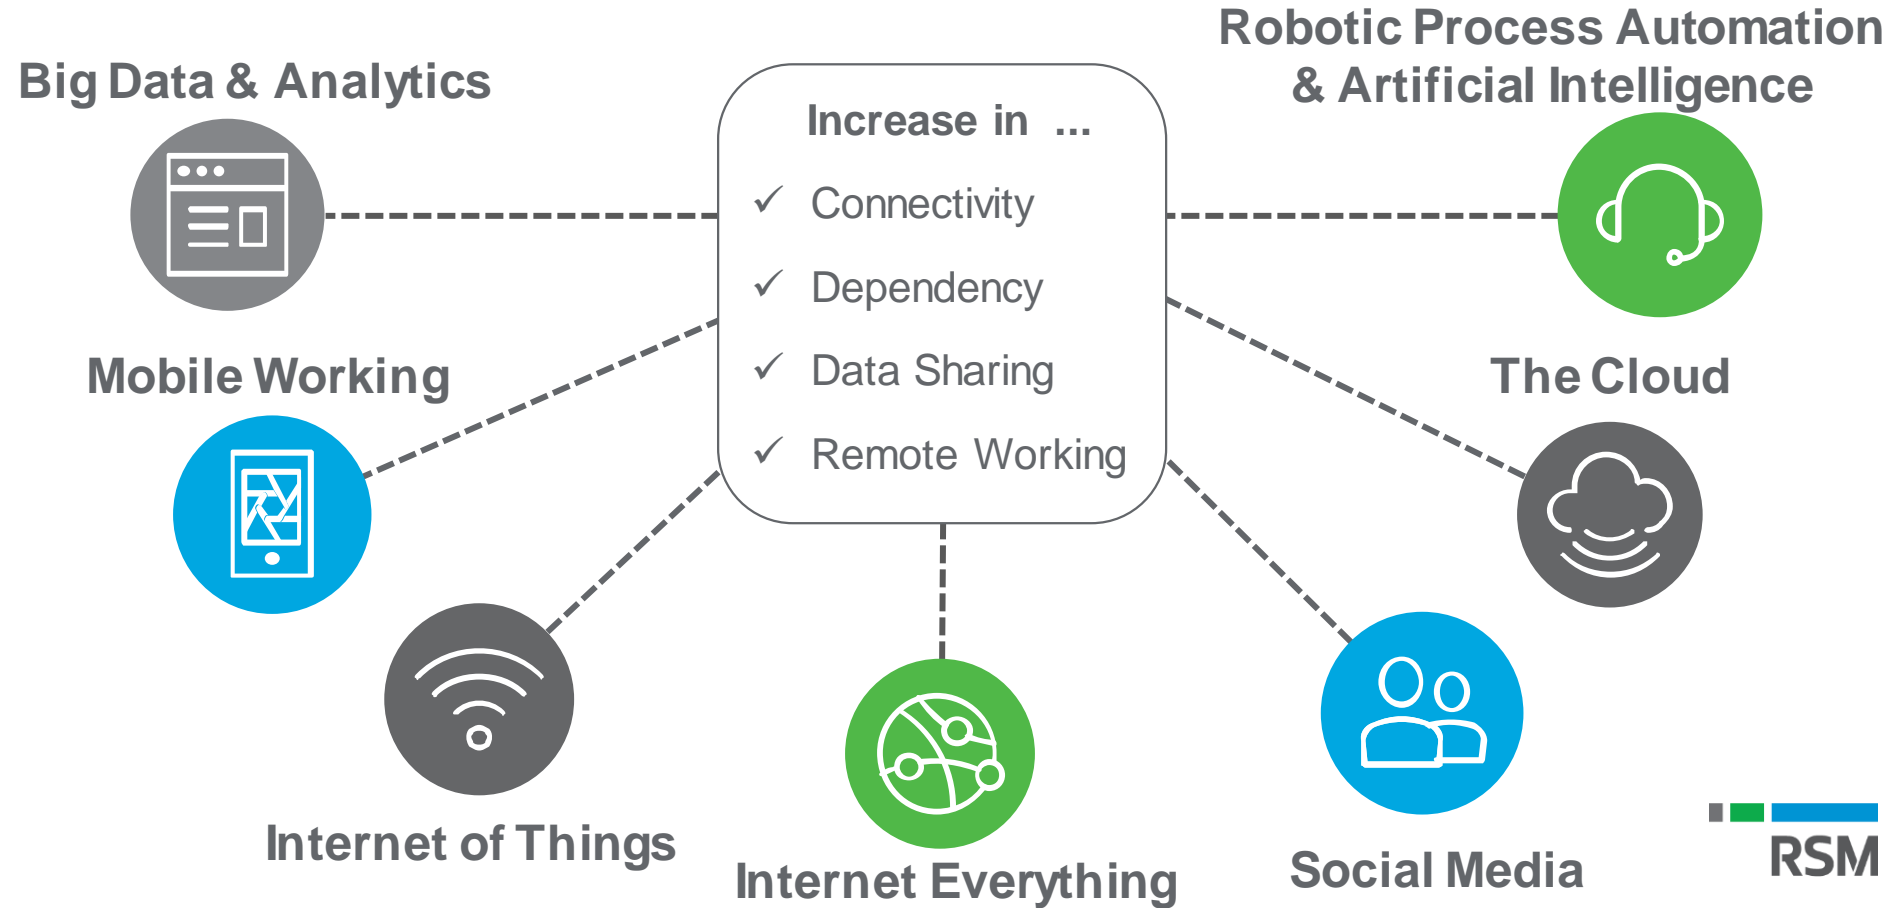 Robotic Process Automation
& Artificial Intelligence
Big Data & Analytics
Increase in ...
✓ Connectivity
✓ Dependency
✓ Data Sharing
✓ Remote Working
Mobile Working
The Cloud
Internet of Things
Internet Everything
Social Media
RSM